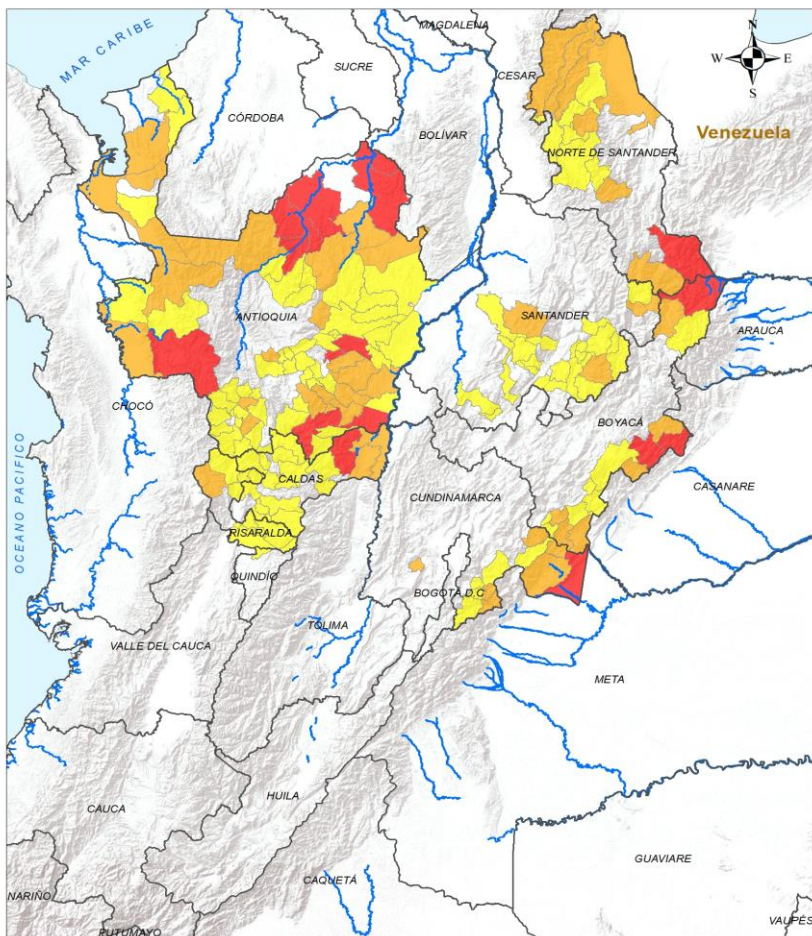 MAGDALENA
N
W E
S
MAR CARIBE
SUCRE
CESAR
CÓRDOBA
BOLÍVAR
Venezuela
NORTE DE SANTANDER
ANTIOQUIA
SANTANDER
ARAUCA
CHOCÓ
BOYACÁ
CALDAS
CUNDINAMARCA
CASANARE
OCEANO PACIFICO
RISARALDA
QUINDÍO
BOGOTÁ D.C
TOLIMA
VALLE DEL CAUCA
META
HUILA
CAUCA
GUAVIARE
CAQUETÁ
NARIÑO
VAUPÉS
PUTUMAYO